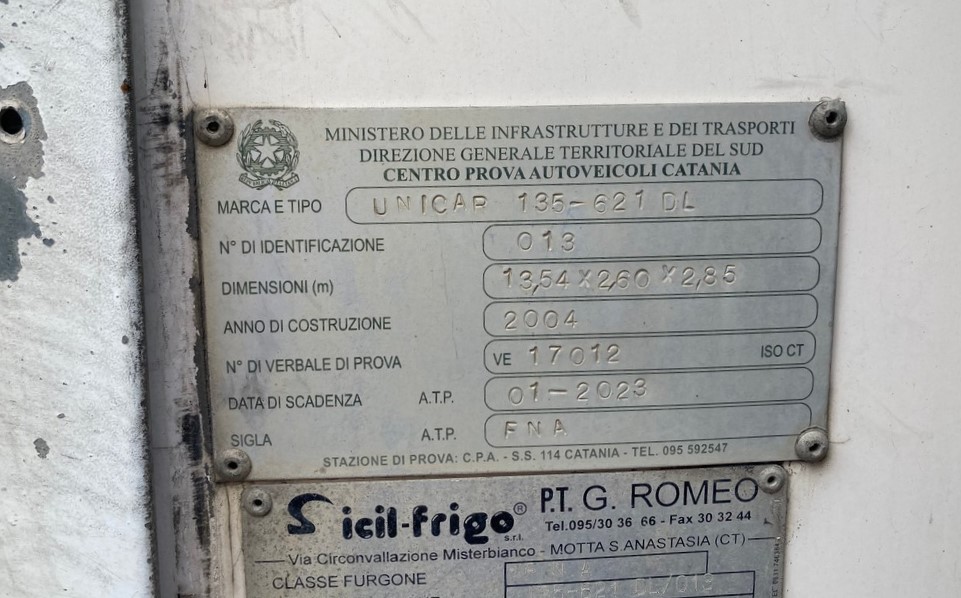 MINISTERO DELLE INFRASTRUTTURE E DEI TRASPORTI
DIREZIONE GENERALE TERRITORIALE DEL SUD
CENTRO PROVA AUTOVEICOLI CATANIA
MARCA E TIPO UNICAR 135-621 DL
N° DI IDENTIFICAZIONE 013
DIMENSIONI (m) 13,54 X 2,60 X 2,85
ANNO DI COSTRUZIONE 2004
N° DI VERBALE DI PROVA VE 17012 ISO CT
DATA DI SCADENZA A.T.P. 01-2023
SIGLA A.T.P. FNA
STAZIONE DI PROVA: C.P.A. - S.S. 114 CATANIA - TEL. 095 592547
Sicil-frigo® s.r.l. P.T. G. ROMEO
Tel.095/30 36 66 - Fax 30 32 44
Via Circonvallazione Misterbianco - MOTTA S.ANASTASIA (CT)
CLASSE FURGONE
621 DL/013